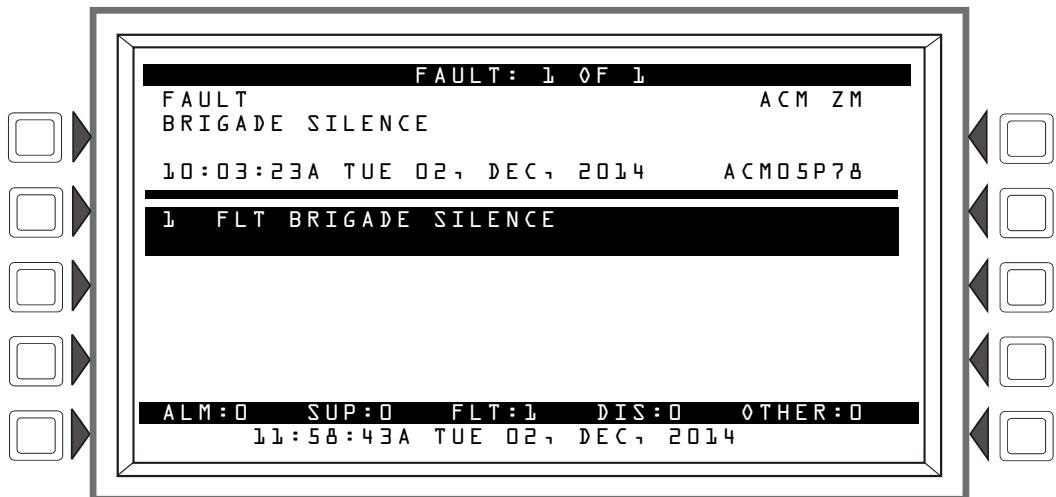 FAULT: 1 OF 1
FAULT ACM ZM
BRIGADE SILENCE
10:03:23A TUE 02, DEC, 2014 ACM05P78
1 FLT BRIGADE SILENCE
ALM:0 SUP:0 FLT:1 DIS:0 OTHER:0
11:58:43A TUE 02, DEC, 2014